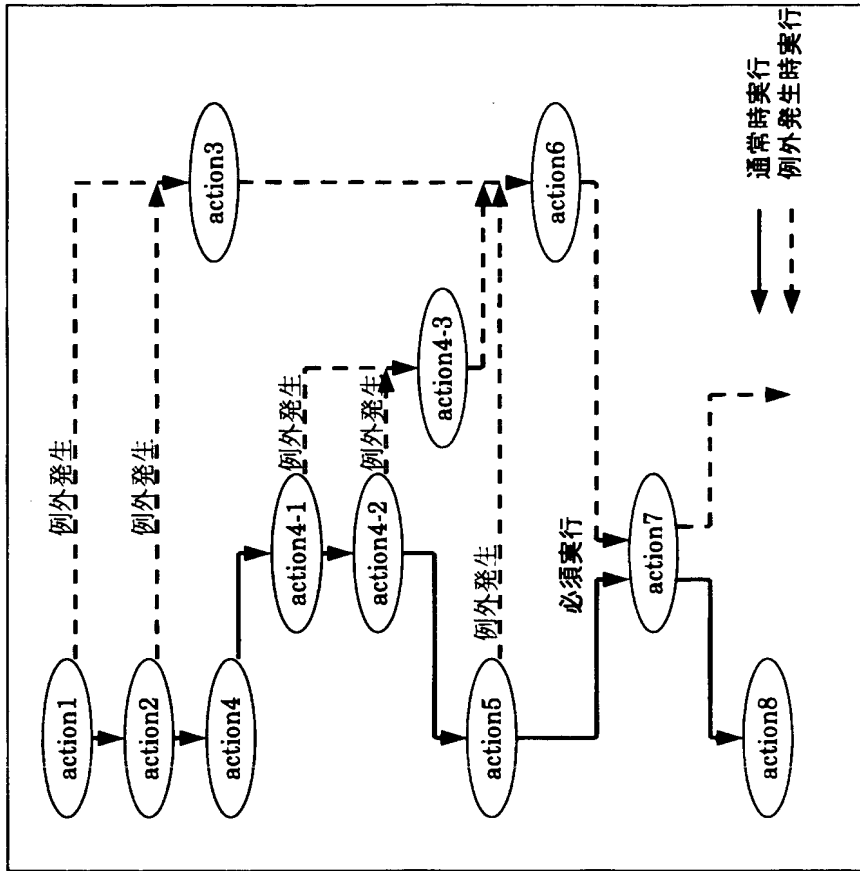 action1
例外発生
action2
例外発生
action3
action4
action4-1
例外発生
action4-2
例外発生
action4-3
action5
例外発生
action6
必須実行
action7
action8
通常時実行
例外発生時実行